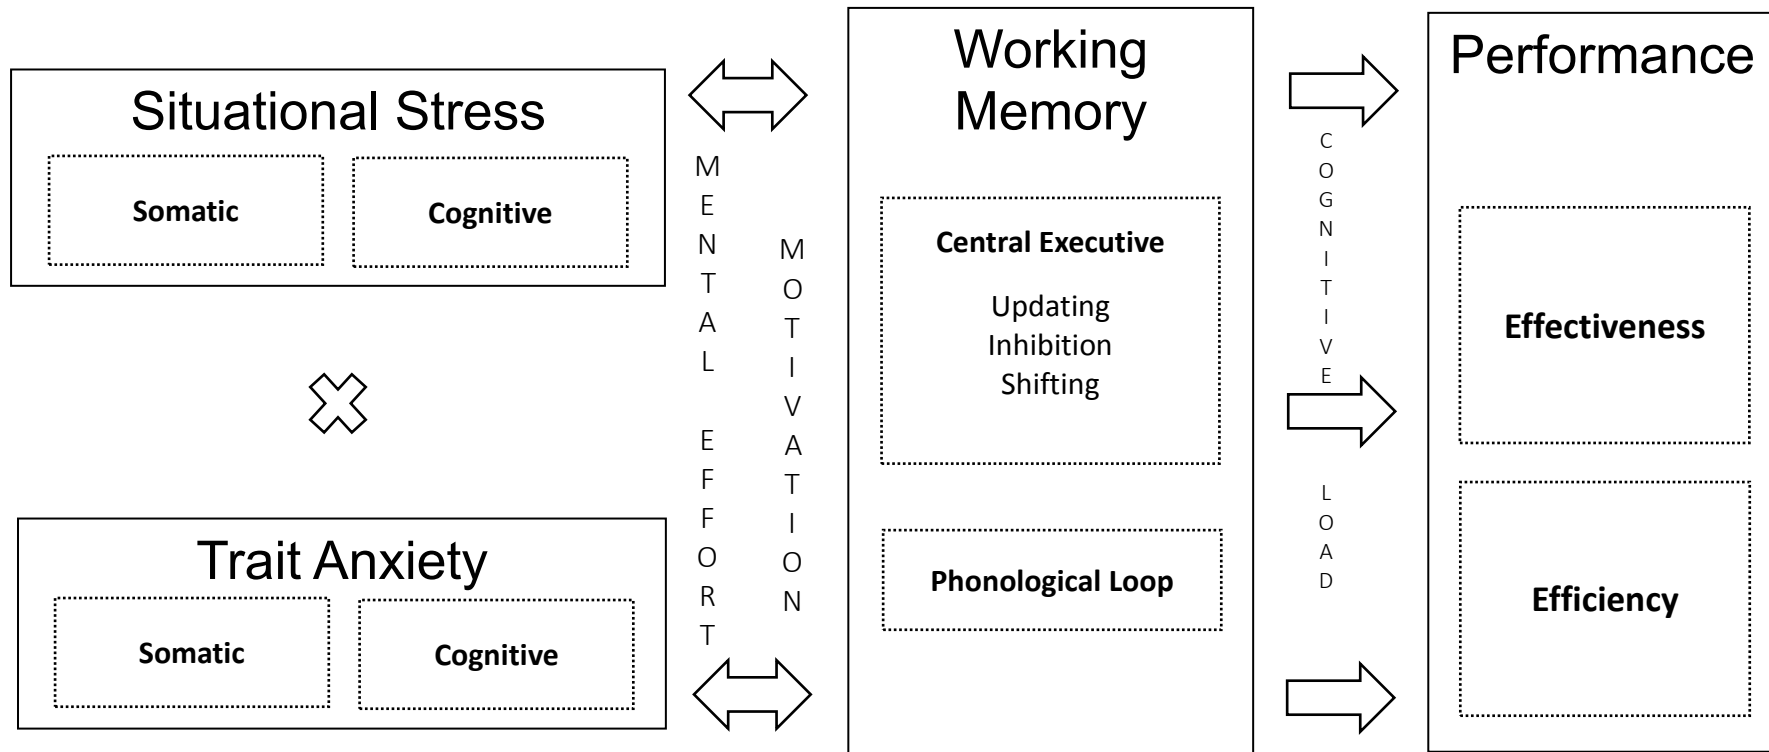 Situational Stress
Somatic
Cognitive
Trait Anxiety
Somatic
Cognitive
MENTAL EFFORT
MOTIVATION
Working
Memory
Central Executive
Updating
Inhibition
Shifting
Phonological Loop
COGNITIVE LOAD
Performance
Effectiveness
Efficiency